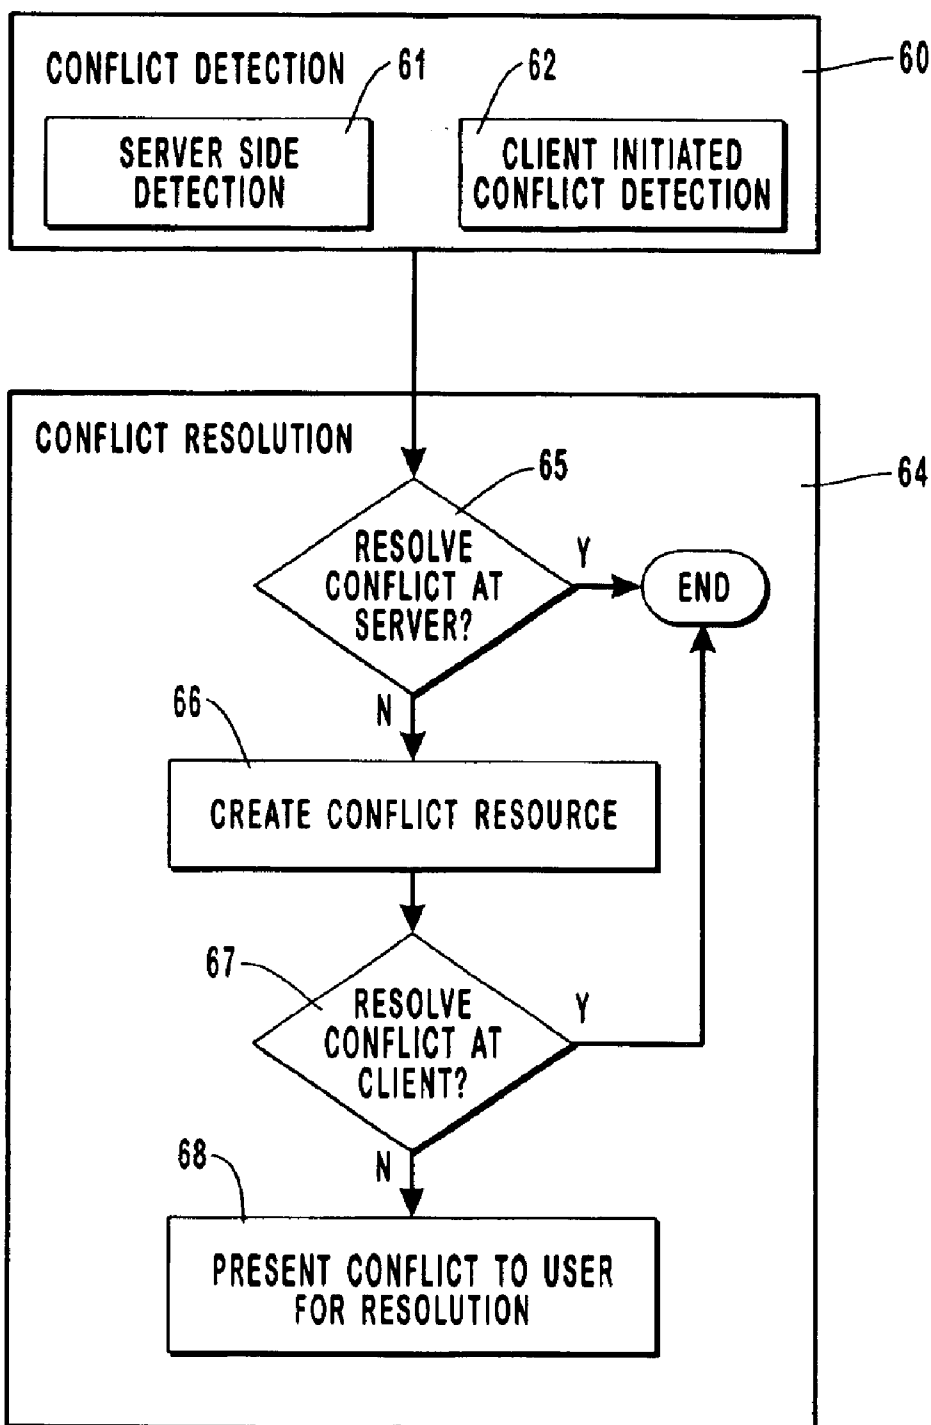 CONFLICT DETECTION
61
62
60
SERVER SIDE
DETECTION
CLIENT INITIATED
CONFLICT DETECTION
CONFLICT RESOLUTION
64
65
RESOLVE
CONFLICT AT
SERVER?
Y
END
N
66
CREATE CONFLICT RESOURCE
67
RESOLVE
CONFLICT AT
CLIENT?
Y
N
68
PRESENT CONFLICT TO USER
FOR RESOLUTION